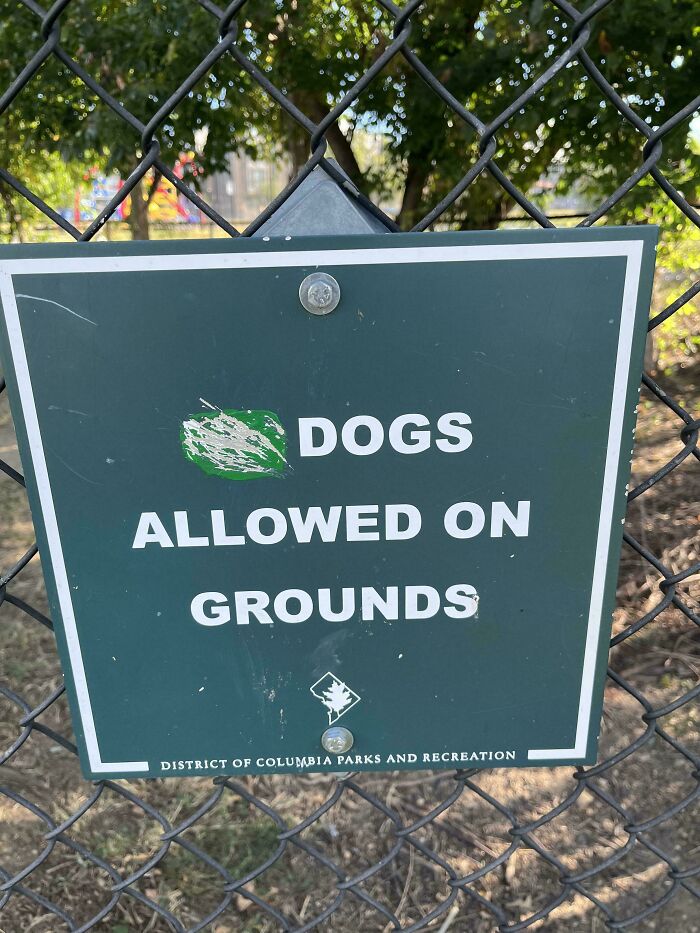 DOGS
ALLOWED ON
GROUNDS
DISTRICT OF COLUMBIA PARKS AND RECREATION